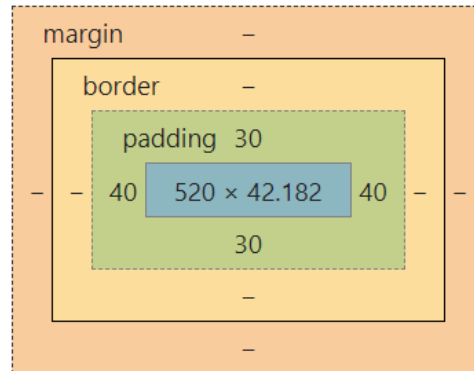 margin –
border –
padding 30
– – 40 520 × 42.182 40 – –
30
–
–